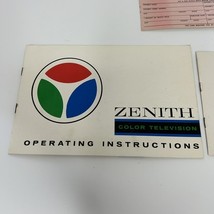 ZENITH
COLOR TELEVISION
OPERATING INSTRUCTIONS